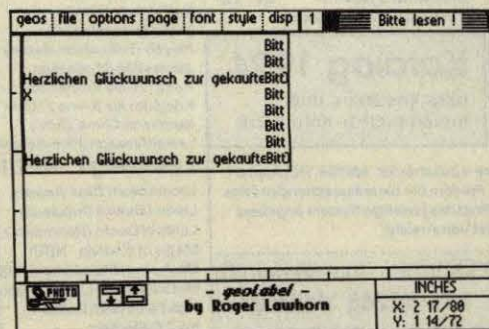 geos file options page font style disp 1 Bitte lesen !
Bitt
Bitt
Herzlichen Glückwunsch zur gekaufteBitt
X Bitt
Bitt
Bitt
Bitt
Bitt
Herzlichen Glückwunsch zur gekaufteBitt
PHOTO
- geoLabel -
by Roger Lawhorn
INCHES
X: 2 17/80
Y: 1 14/72